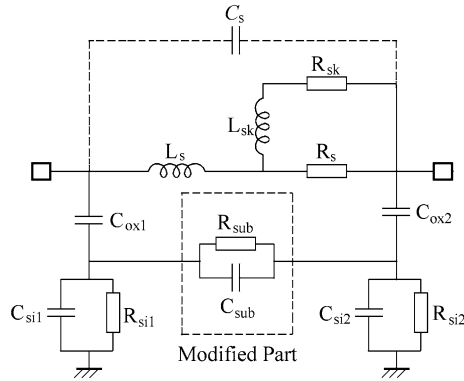 Cs
Rsk
Lsk
Ls
Rs
Cox1
Rsub
Cox2
Csub
Csi1
Rsi1
Csi2
Rsi2
Modified Part